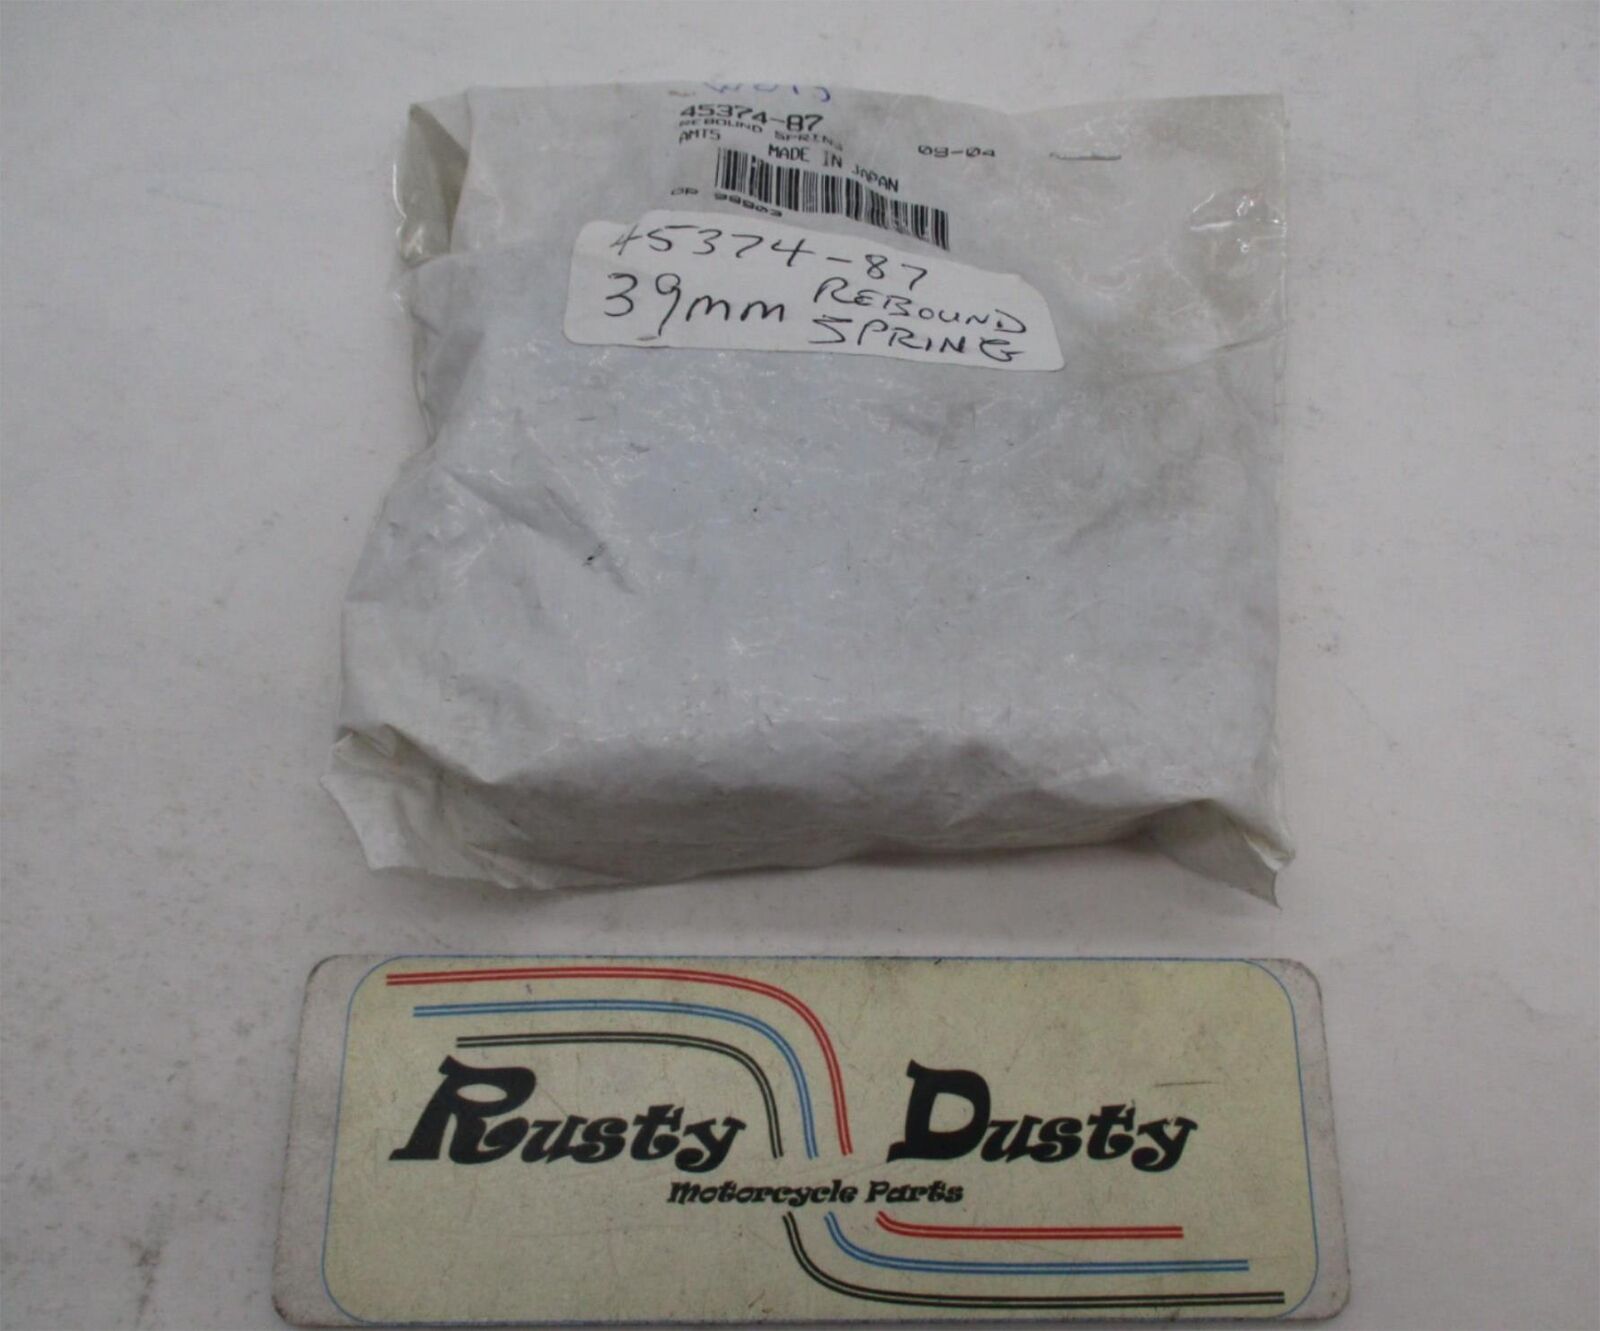 45374-87
REBOUND SPRING
AMTS
09-04
MADE IN JAPAN
45374-87
39mm REBOUND
SPRING
Rusty Dusty
Motorcycle Parts